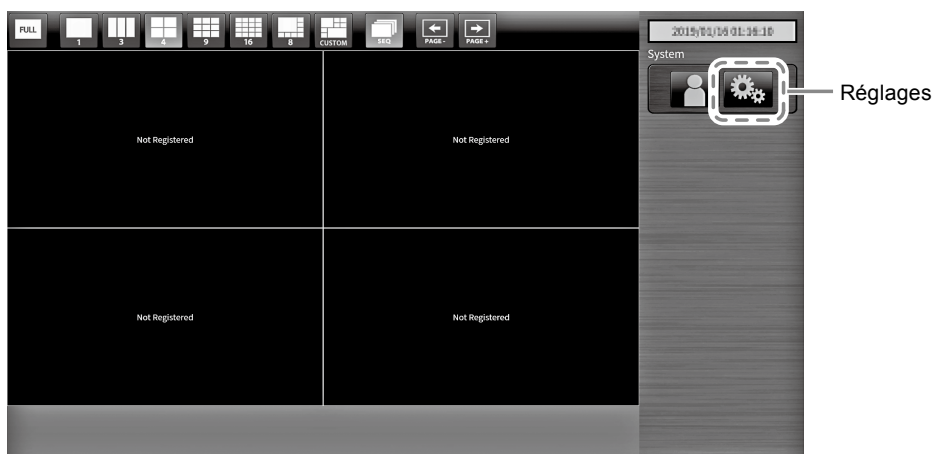 FULL
1
3
4
9
16
8
CUSTOM
SEQ
PAGE -
PAGE +
2015/01/16 01:16:10
System
Réglages
Not Registered
Not Registered
Not Registered
Not Registered